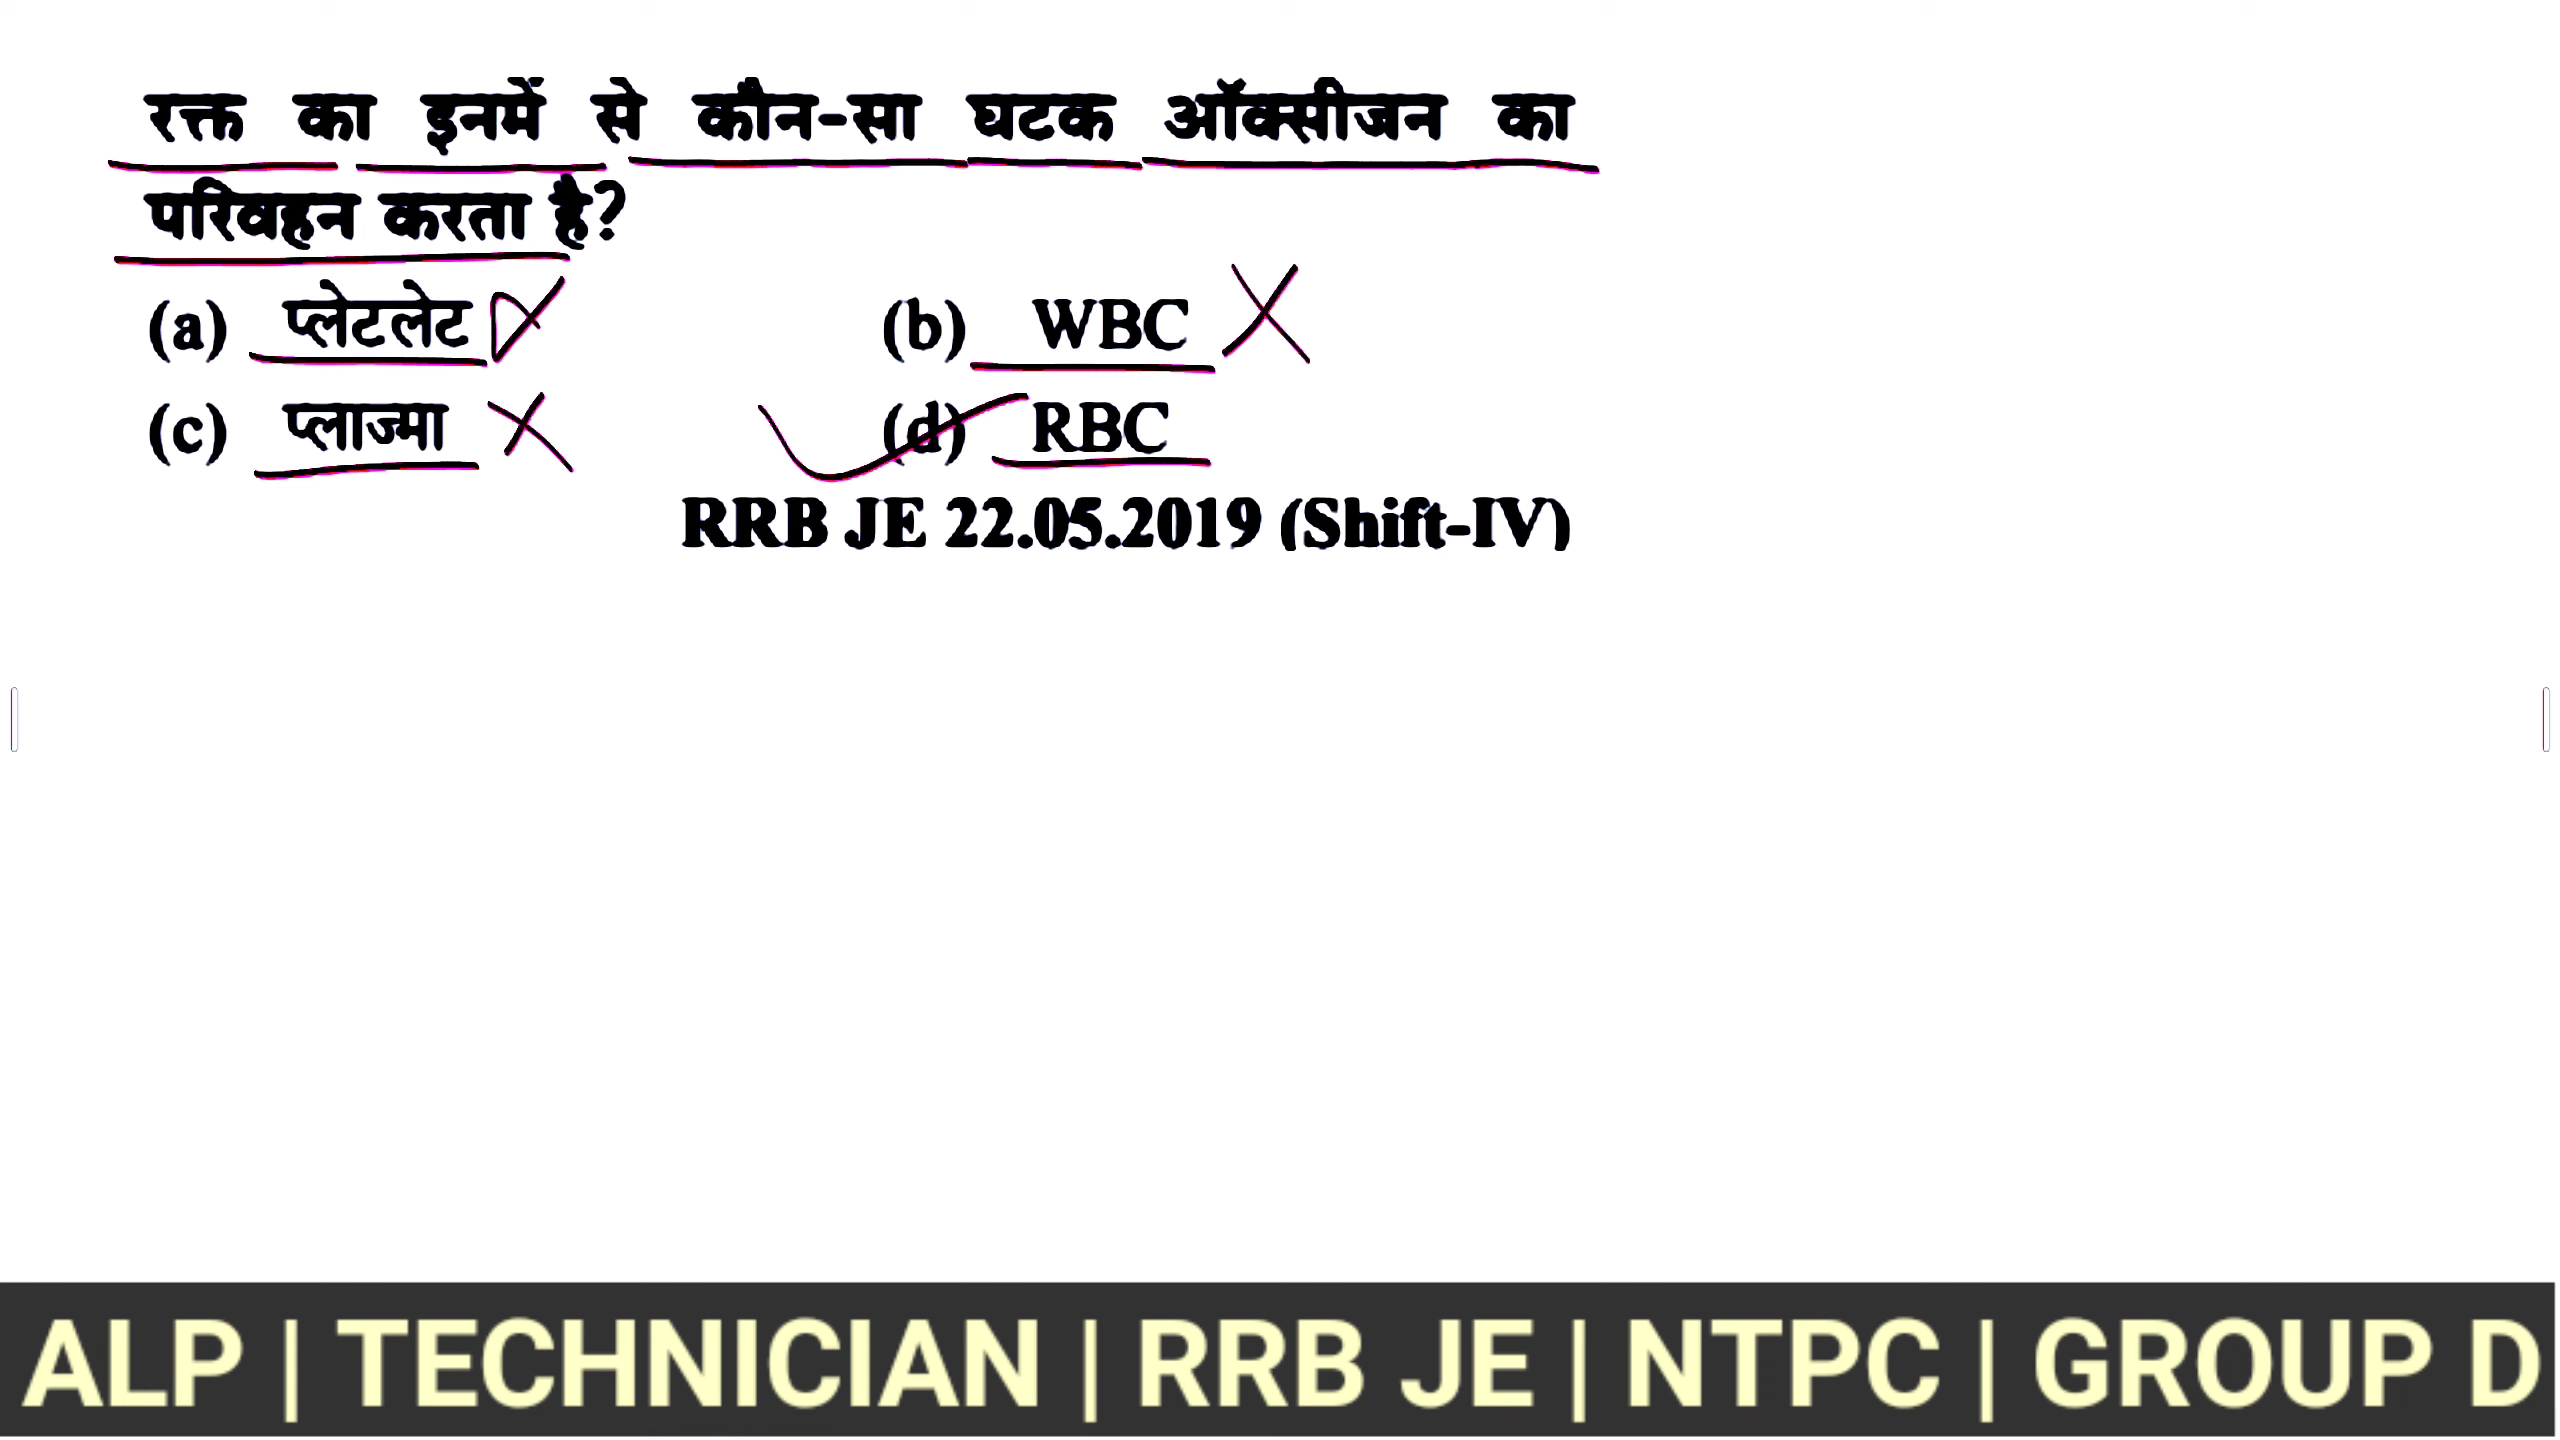 रक्त का इनमें से कौन-सा घटक ऑक्सीजन का
परिवहन करता है?
(a) प्लेटलेट (b) WBC
(c) प्लाज्मा (d) RBC
RRB JE 22.05.2019 (Shift-IV)
ALP | TECHNICIAN | RRB JE | NTPC | GROUP D